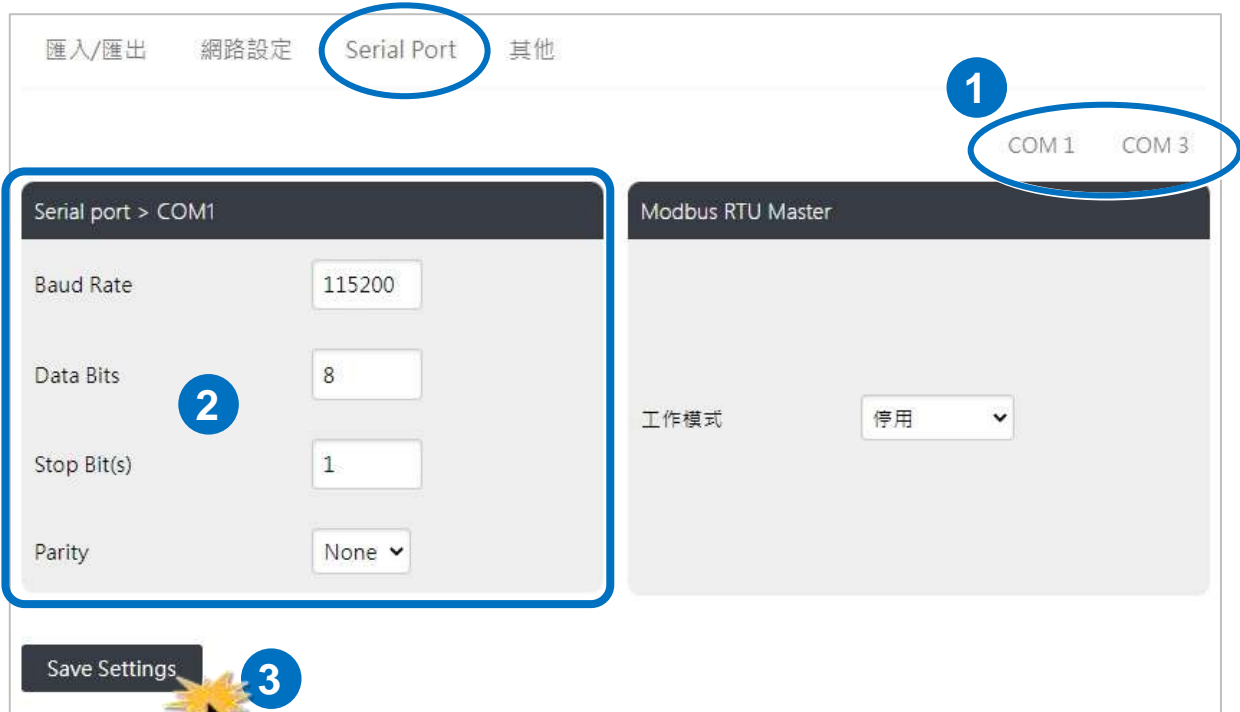 匯入/匯出 網路設定 Serial Port 其他
1
COM 1 COM 3
Serial port > COM1
Baud Rate 115200
Data Bits 8
2
Stop Bit(s) 1
Parity None
Modbus RTU Master
工作模式 停用
Save Settings
3